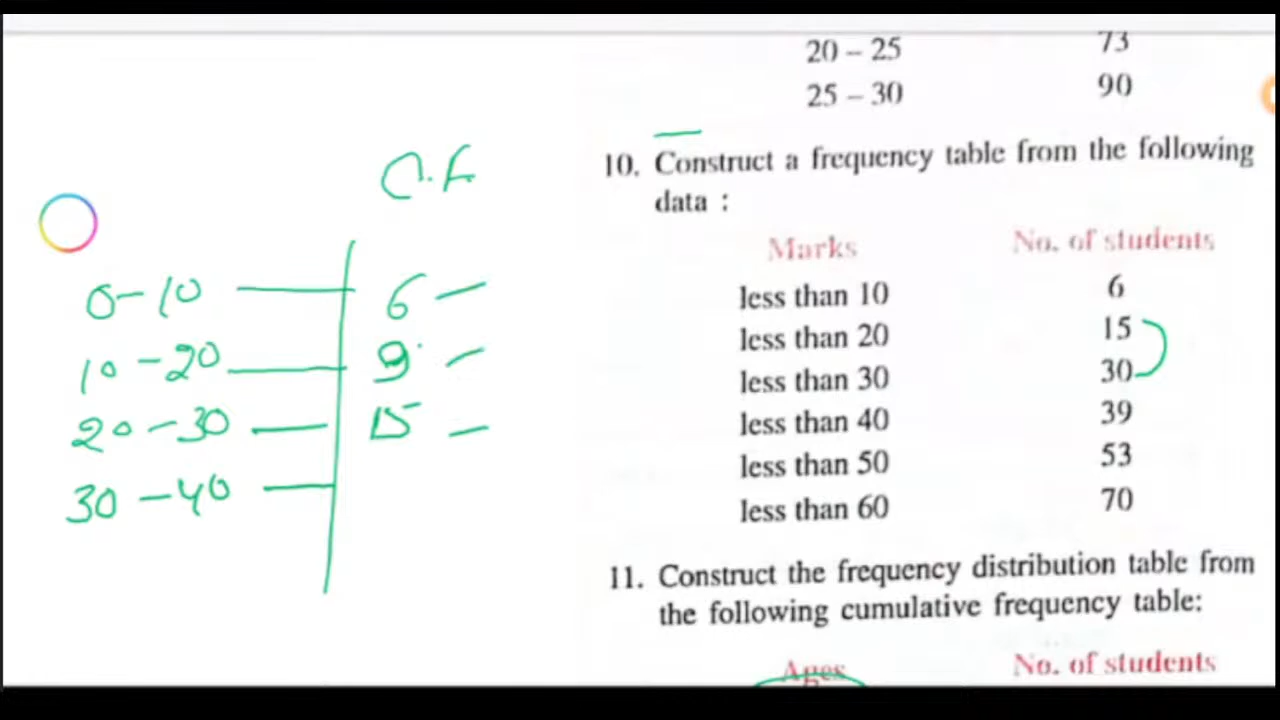 20 – 25 73
25 – 30 90
10. Construct a frequency table from the following
data :
Marks No. of students
less than 10 6
less than 20 15
less than 30 30
less than 40 39
less than 50 53
less than 60 70
11. Construct the frequency distribution table from
the following cumulative frequency table:
Ages No. of students
C.F
0-10 6
10-20 9
20-30 15
30-40